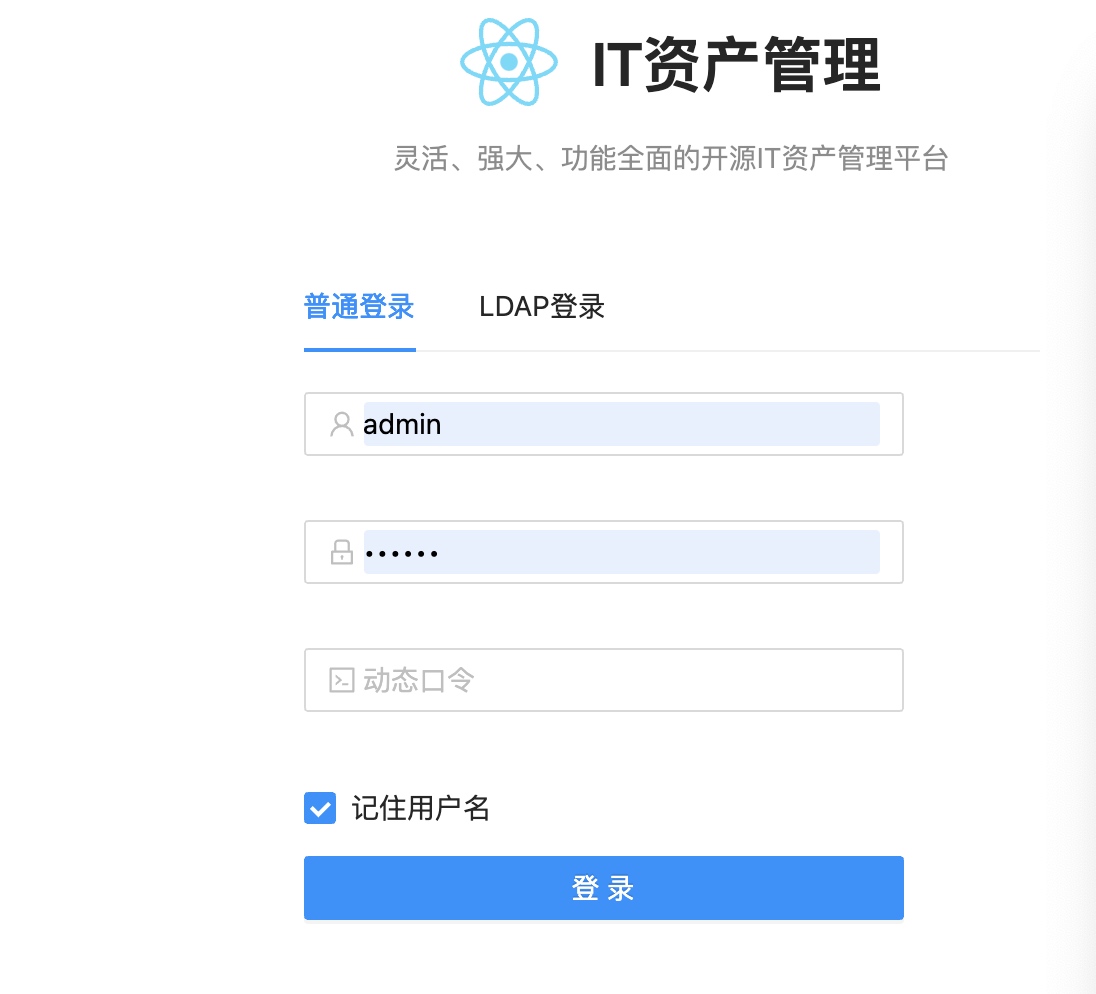 IT资产管理
灵活、强大、功能全面的开源IT资产管理平台
普通登录 LDAP登录
admin
••••••
动态口令
记住用户名
登 录